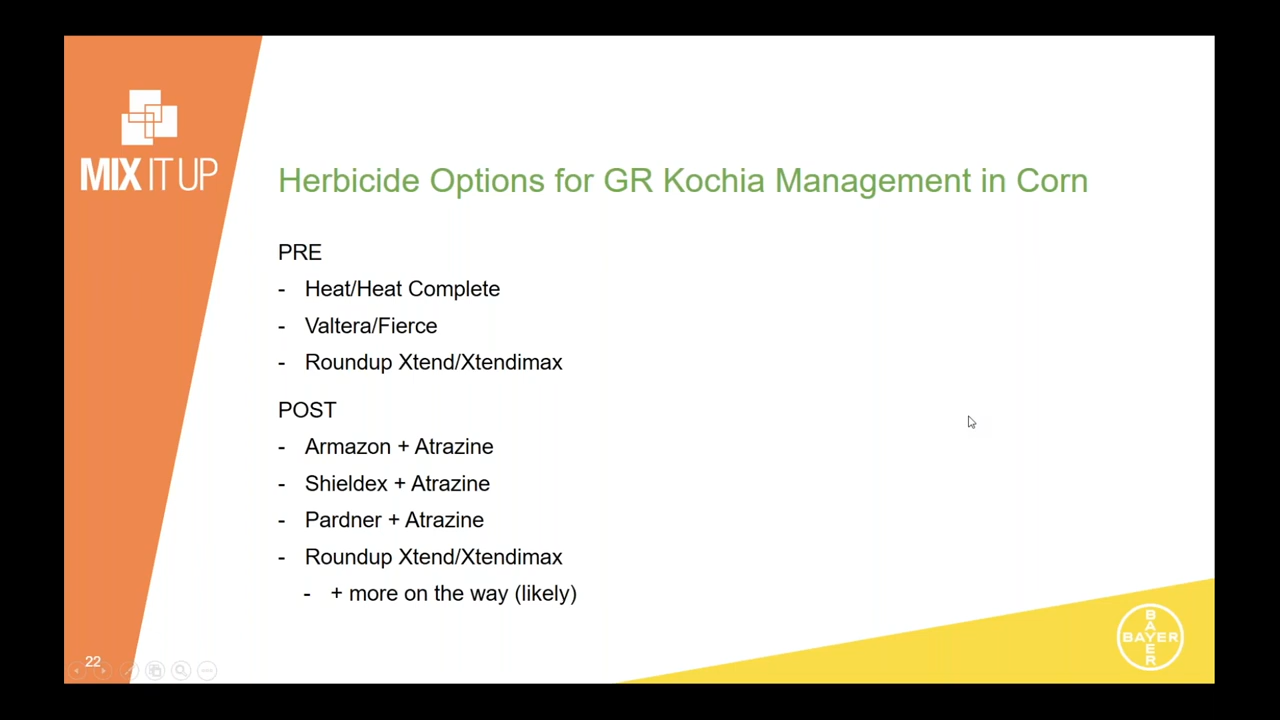 MIX IT UP
Herbicide Options for GR Kochia Management in Corn
PRE
- Heat/Heat Complete
- Valtera/Fierce
- Roundup Xtend/Xtendimax
POST
- Armazon + Atrazine
- Shieldex + Atrazine
- Pardner + Atrazine
- Roundup Xtend/Xtendimax
- + more on the way (likely)
22
BAYER
BAYER